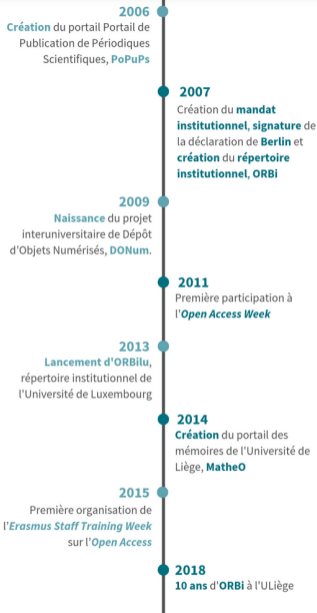 2006
Création du portail Portail de
Publication de Périodiques
Scientifiques, PoPuPs
2007
Création du mandat
institutionnel, signature de
la déclaration de Berlin et
création du répertoire
institutionnel, ORBi
2009
Naissance du projet
interuniversitaire de Dépôt
d'Objets Numérisés, DONum.
2011
Première participation à
l'Open Access Week
2013
Lancement d'ORBilu,
répertoire institutionnel de
l'Université de Luxembourg
2014
Création du portail des
mémoires de l'Université de
Liège, MatheO
2015
Première organisation de
l'Erasmus Staff Training Week
sur l'Open Access
2018
10 ans d'ORBi à l'ULiège